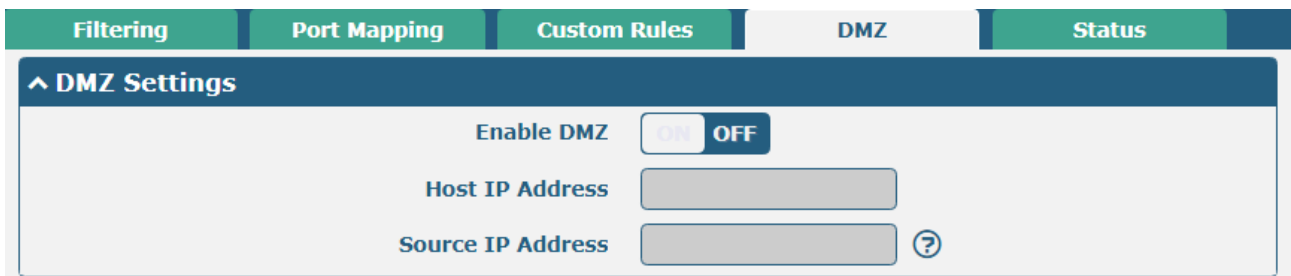 Filtering Port Mapping Custom Rules DMZ Status
DMZ Settings
Enable DMZ ON OFF
Host IP Address
Source IP Address ?